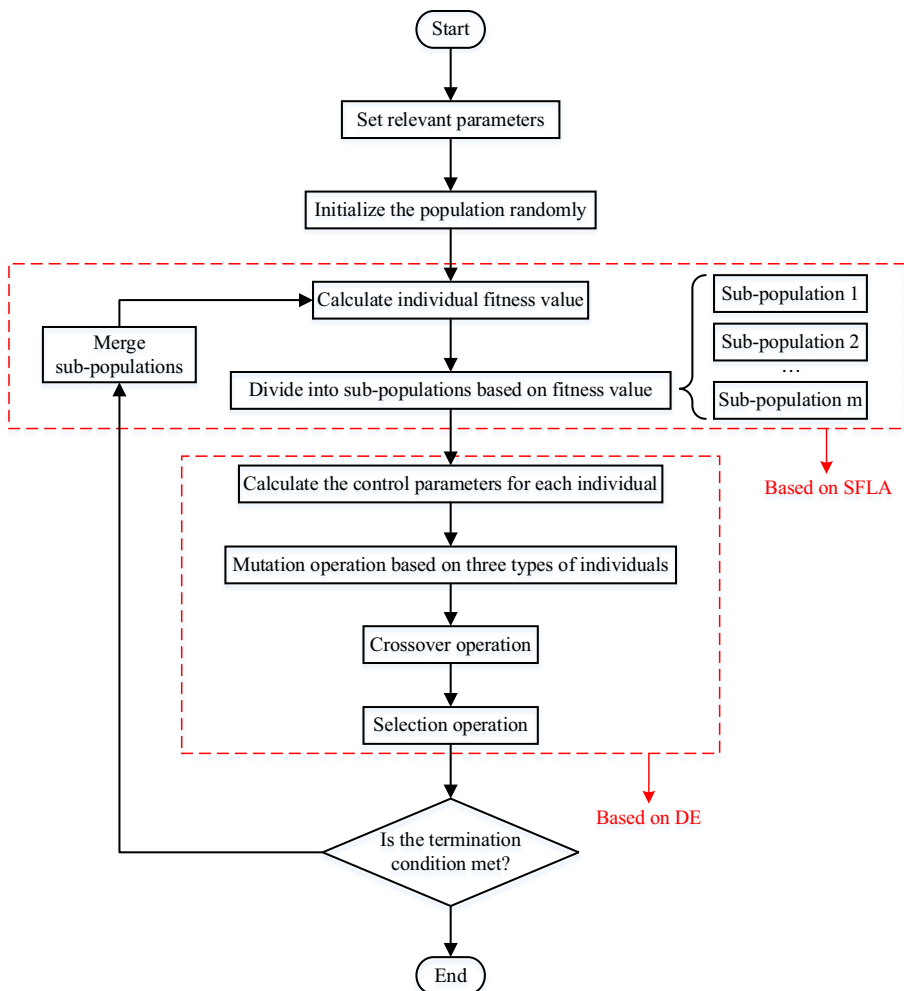 Start
Set relevant parameters
Initialize the population randomly
Calculate individual fitness value
Sub-population 1
Merge
sub-populations
Sub-population 2
...
Divide into sub-populations based on fitness value
Sub-population m
Calculate the control parameters for each individual
Based on SFLA
Mutation operation based on three types of individuals
Crossover operation
Selection operation
Based on DE
Is the termination
condition met?
End